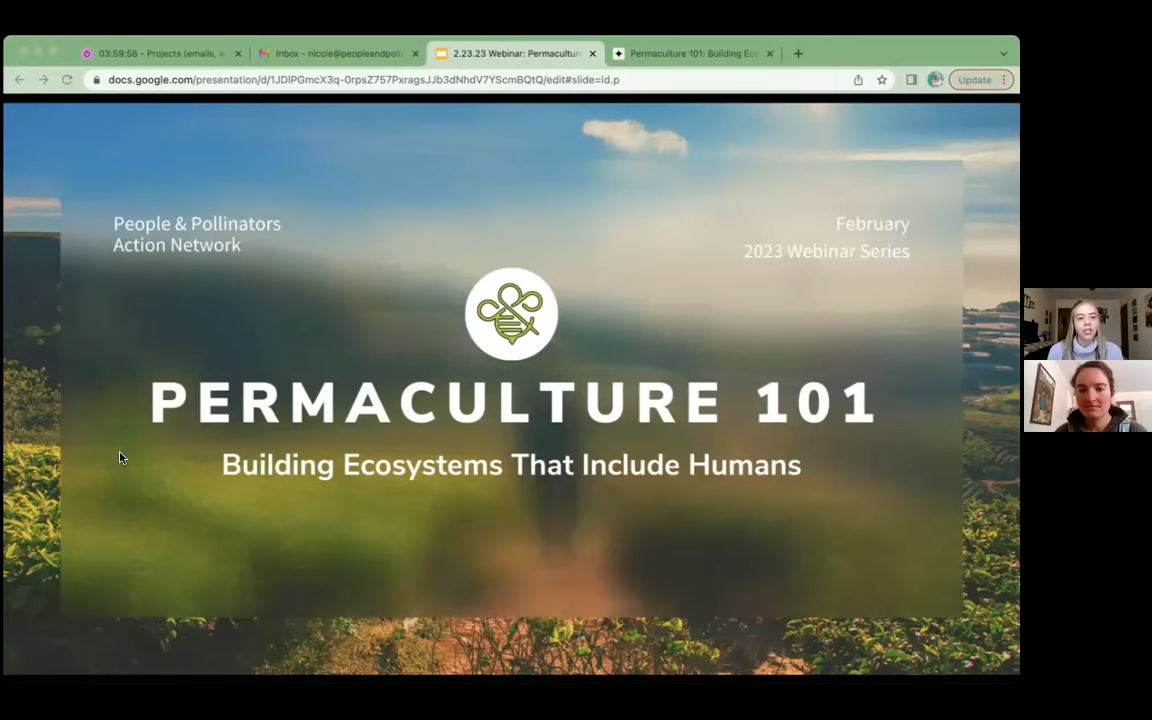 03:59:56 - Projects (emails,
Inbox - nicole@peopleandpoll
2.23.23 Webinar: Permacultur
Permaculture 101: Building Ec
docs.google.com/presentation/d/1JDlPGmcX3q-0rpsZ757PxragsJJb3dNhdV7YScmBQtQ/edit#slide=id.p
Update
People & Pollinators
Action Network
February
2023 Webinar Series
PERMACULTURE 101
Building Ecosystems That Include Humans